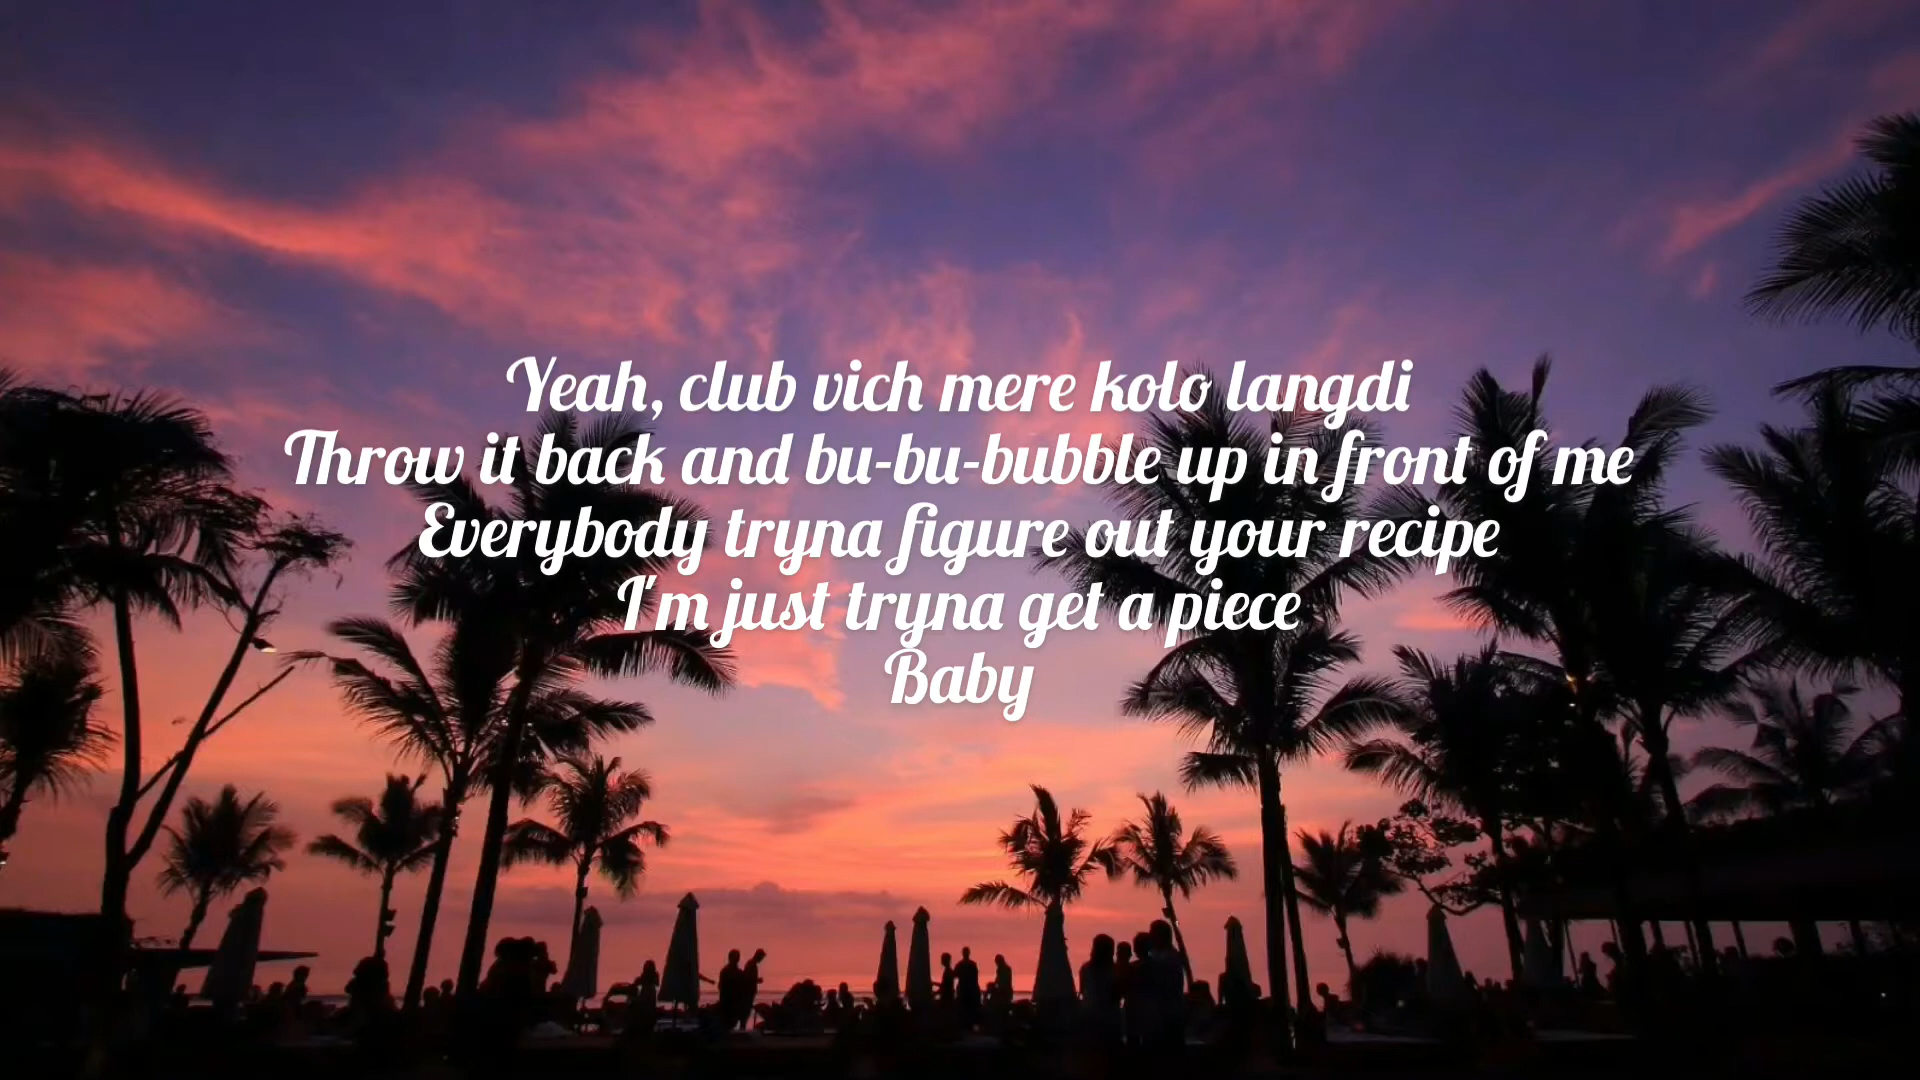 Yeah, club vich mere kolo langdi
Throw it back and bu-bu-bubble up in front of me
Everybody tryna figure out your recipe
I'm just tryna get a piece
Baby